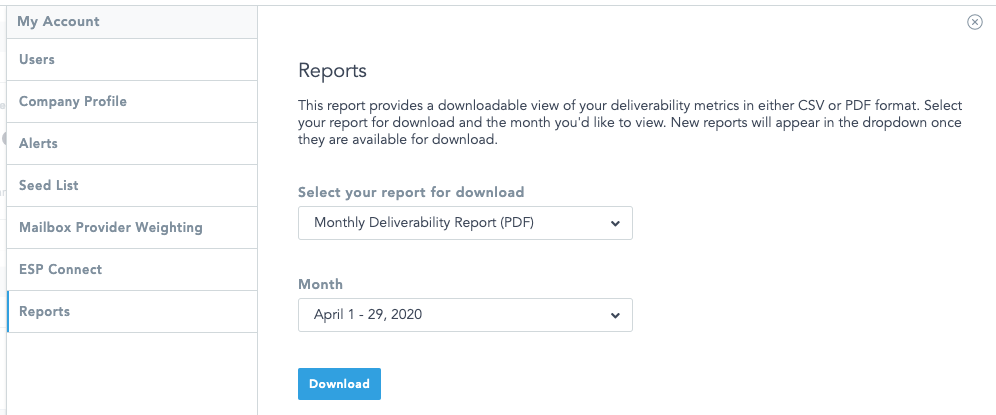 My Account
Users
Company Profile
Alerts
Seed List
Mailbox Provider Weighting
ESP Connect
Reports
Reports
This report provides a downloadable view of your deliverability metrics in either CSV or PDF format. Select
your report for download and the month you'd like to view. New reports will appear in the dropdown once
they are available for download.
Select your report for download
Monthly Deliverability Report (PDF)
Month
April 1 - 29, 2020
Download